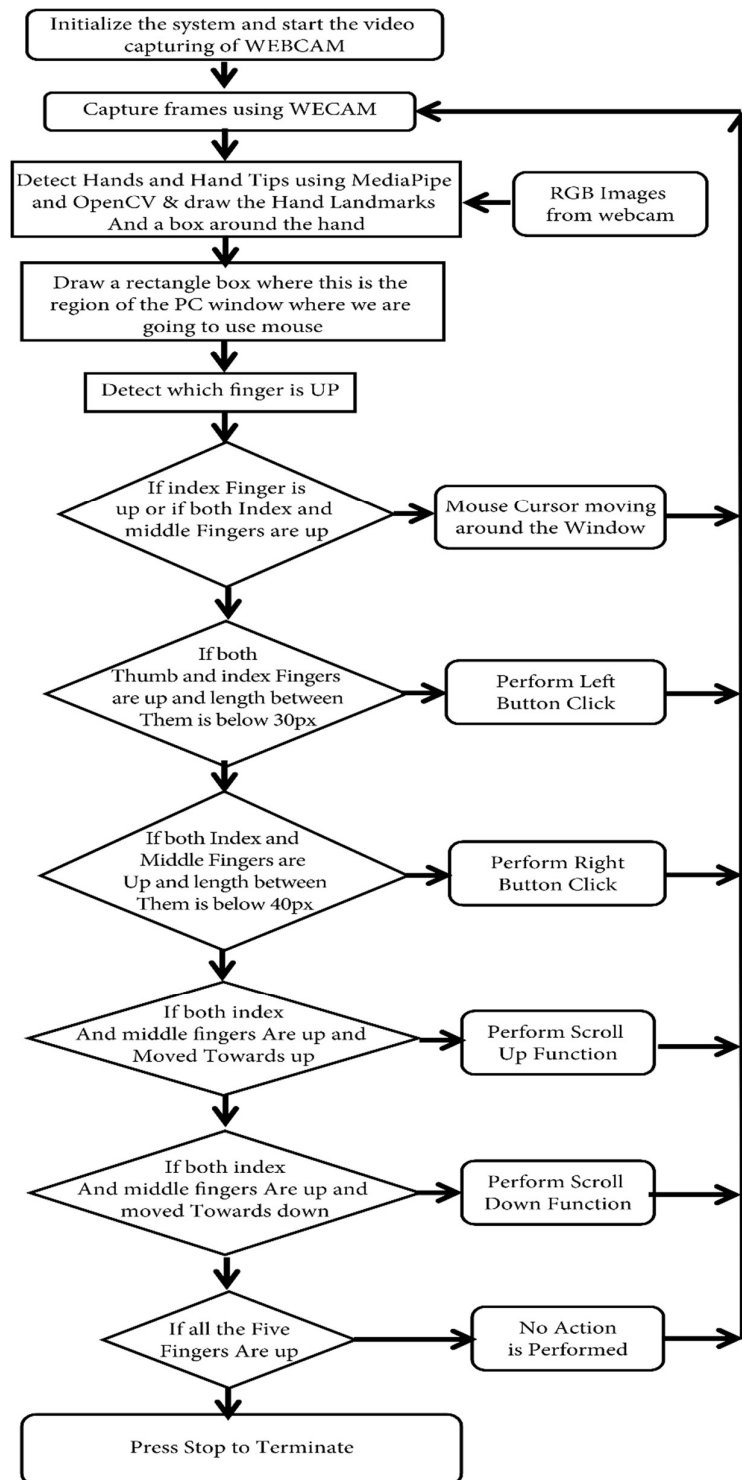 Initialize the system and start the video
capturing of WEBCAM
Capture frames using WECAM
Detect Hands and Hand Tips using MediaPipe
and OpenCV & draw the Hand Landmarks
And a box around the hand
RGB Images
from webcam
Draw a rectangle box where this is the
region of the PC window where we are
going to use mouse
Detect which finger is UP
If index Finger is
up or if both Index and
middle Fingers are up
Mouse Cursor moving
around the Window
If both
Thumb and index Fingers
are up and length between
Them is below 30px
Perform Left
Button Click
If both Index and
Middle Fingers are
Up and length between
Them is below 40px
Perform Right
Button Click
If both index
And middle fingers Are up and
Moved Towards up
Perform Scroll
Up Function
If both index
And middle fingers Are up and
moved Towards down
Perform Scroll
Down Function
If all the Five
Fingers Are up
No Action
is Performed
Press Stop to Terminate